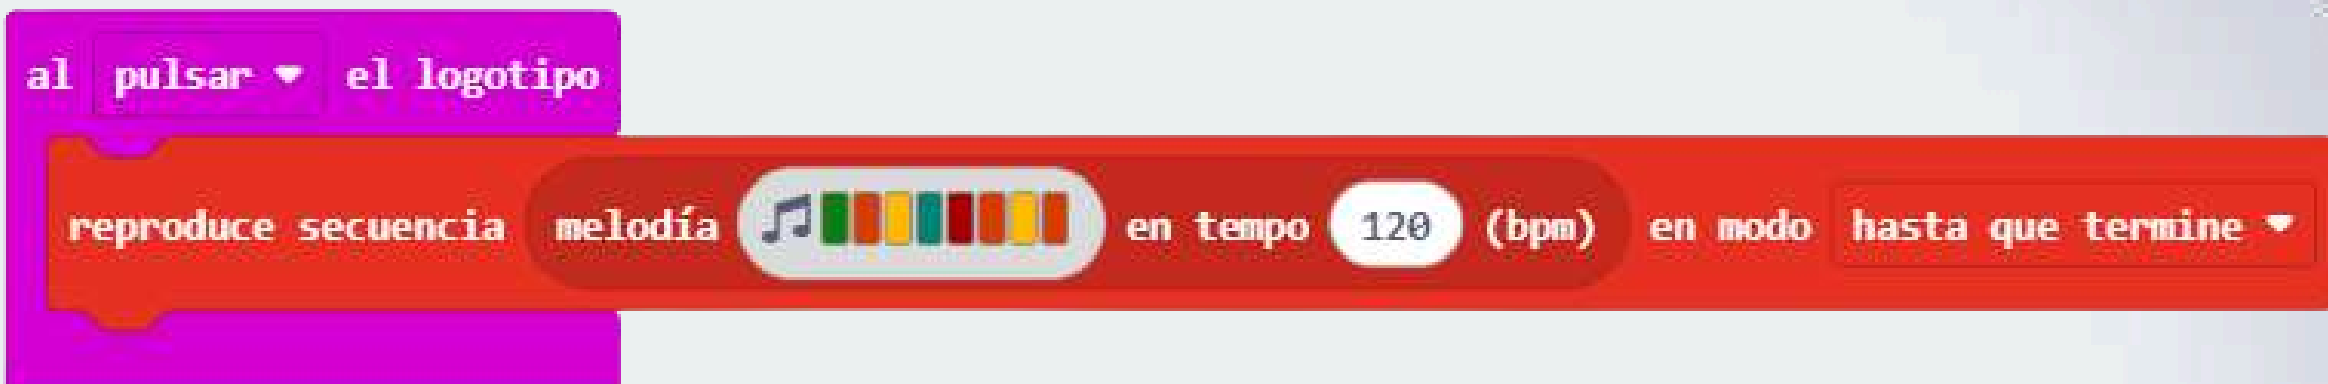 al pulsar el logotipo
reproduce secuencia melodía en tempo 120 (bpm) en modo hasta que termine